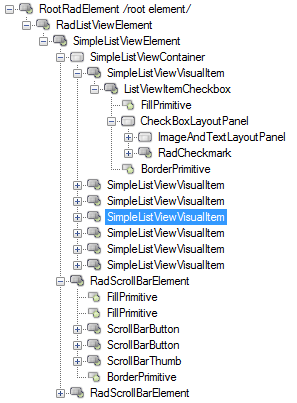 RootRadElement /root element/
RadListViewElement
SimpleListViewElement
SimpleListViewContainer
SimpleListViewVisualItem
ListViewItemCheckbox
FillPrimitive
CheckBoxLayoutPanel
ImageAndTextLayoutPanel
RadCheckmark
BorderPrimitive
SimpleListViewVisualItem
SimpleListViewVisualItem
SimpleListViewVisualItem
SimpleListViewVisualItem
SimpleListViewVisualItem
SimpleListViewVisualItem
RadScrollBarElement
FillPrimitive
FillPrimitive
ScrollBarButton
ScrollBarButton
ScrollBarThumb
BorderPrimitive
RadScrollBarElement